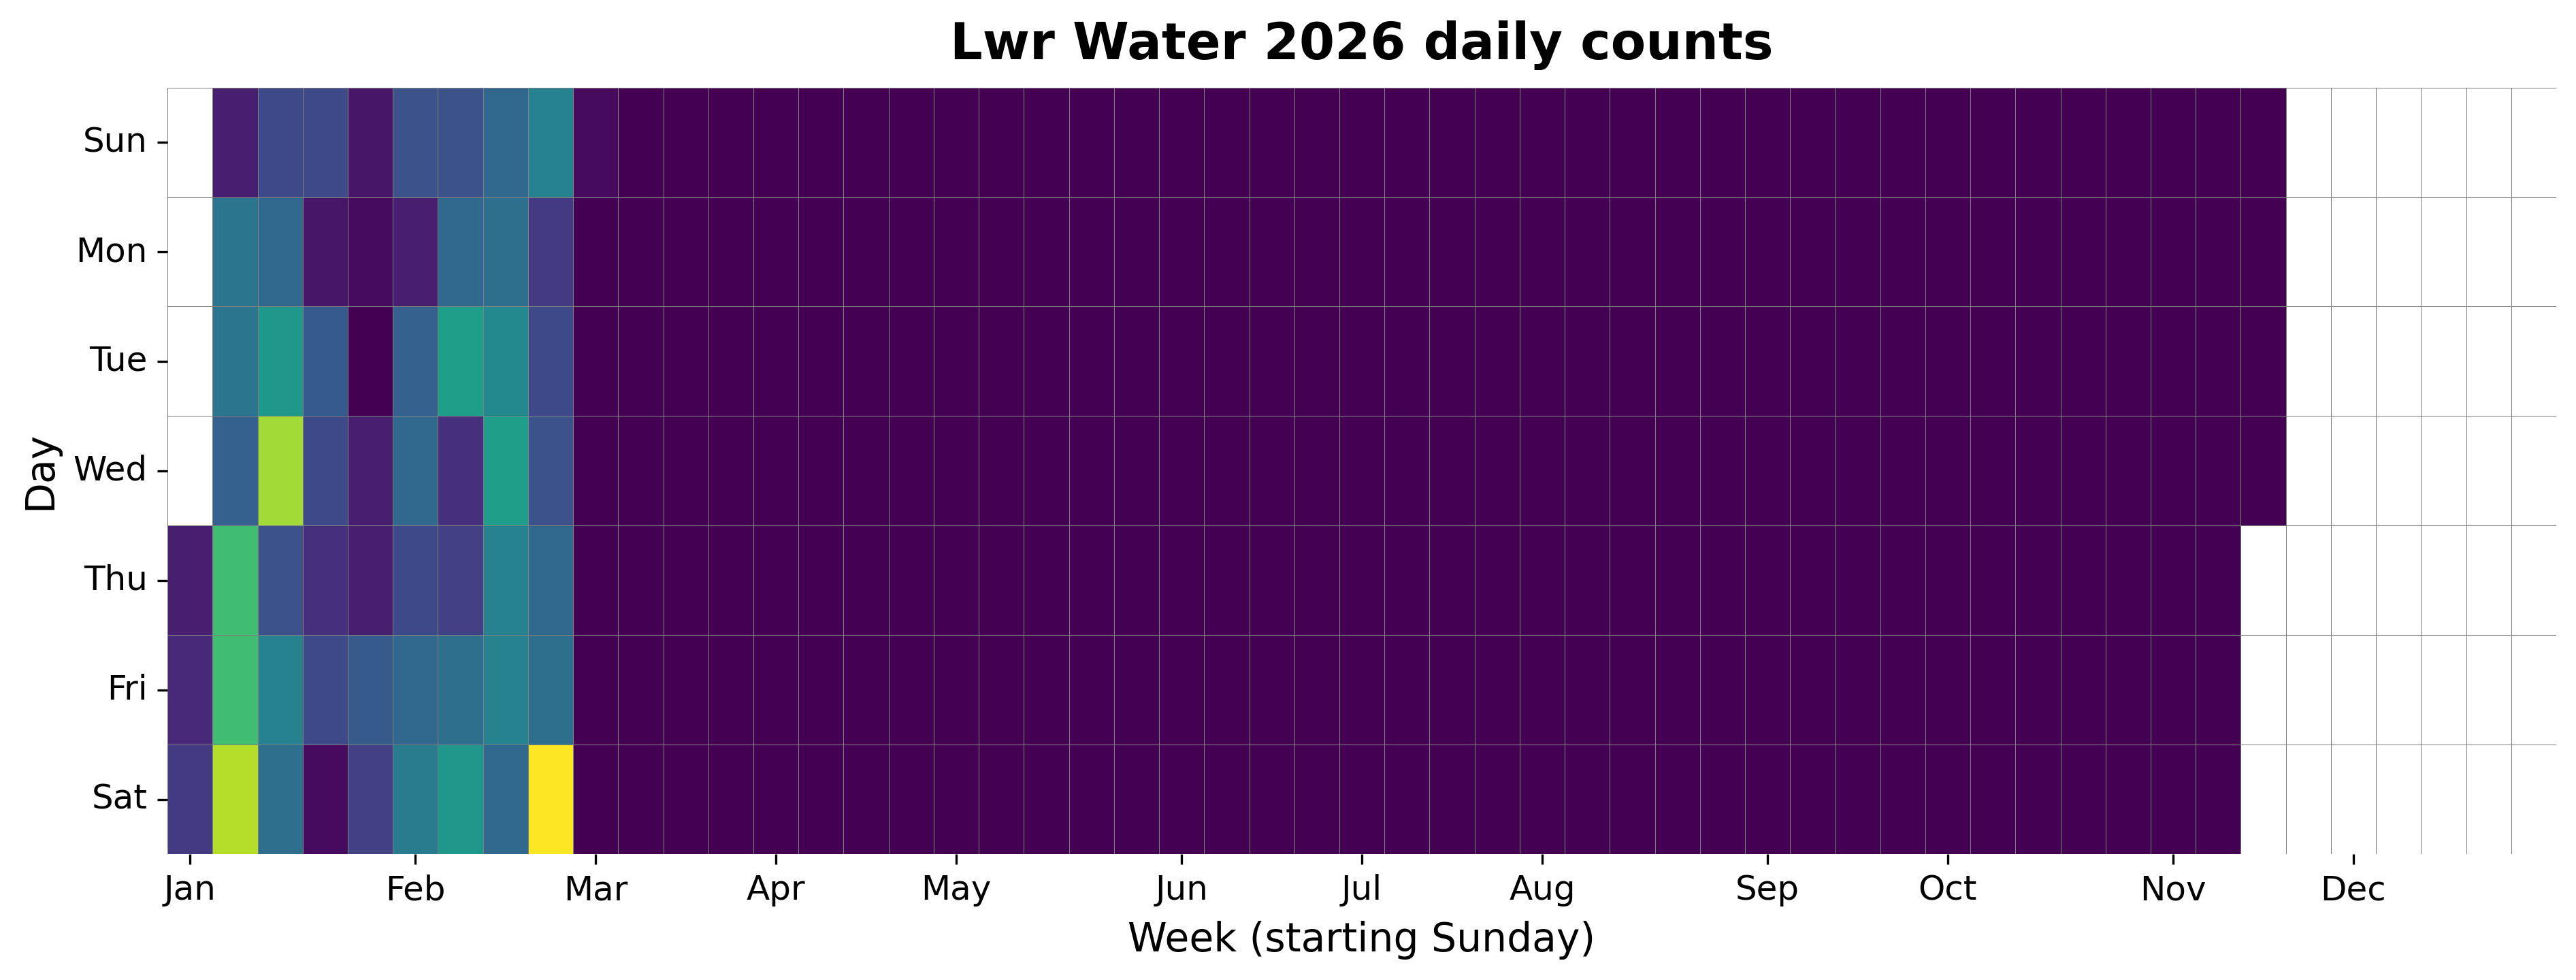 Lwr Water 2026 daily counts
Day
Sun
Mon
Tue
Wed
Thu
Fri
Sat
Jan Feb Mar Apr May Jun Jul Aug Sep Oct Nov Dec
Week (starting Sunday)